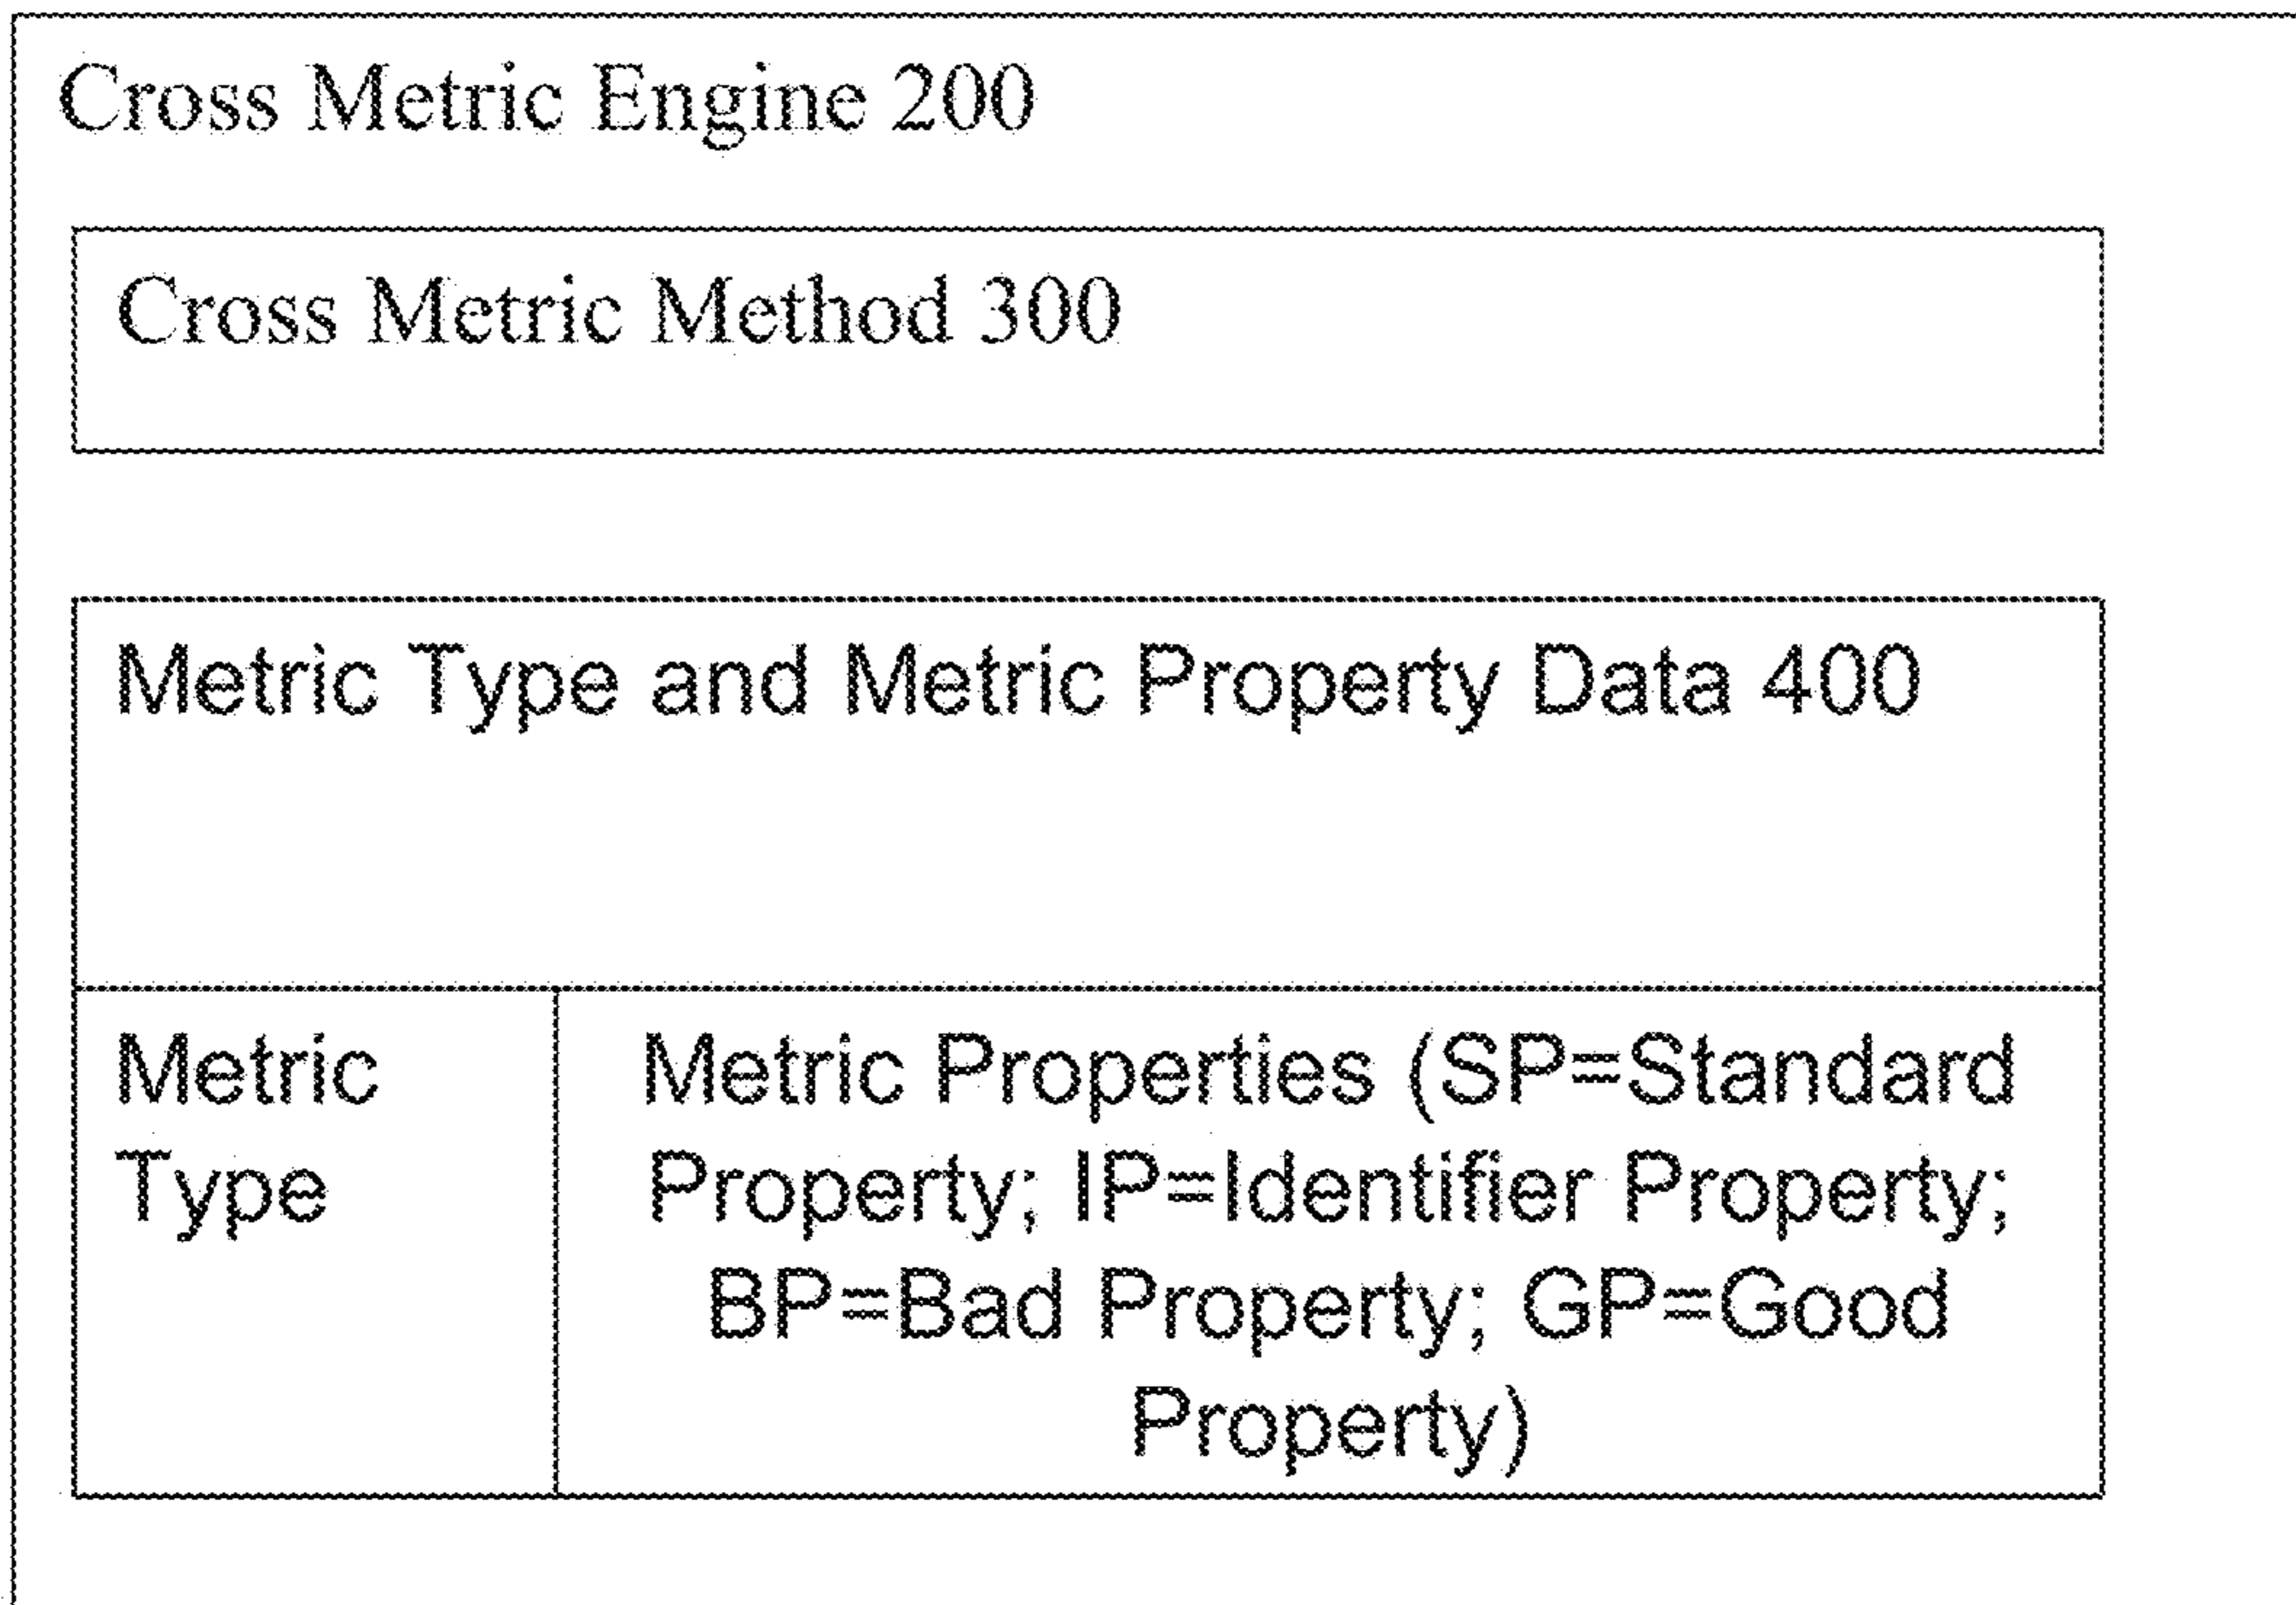 Cross Metric Engine 200
Cross Metric Method 300
Metric Type and Metric Property Data 400
Metric
Type
Metric Properties (SP=Standard
Property; IP=Identifier Property;
BP=Bad Property; GP=Good
Property)